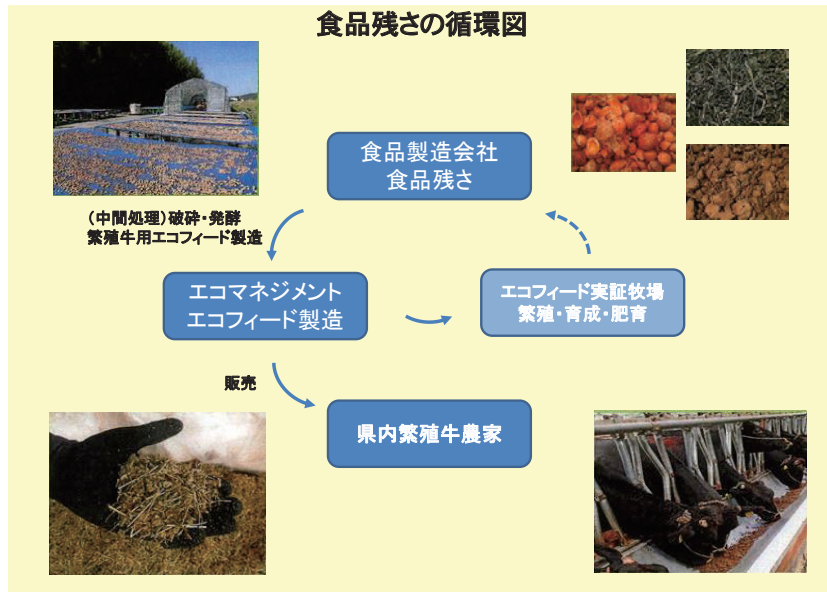 食品残さの循環図
食品製造会社
食品残さ
（中間処理）破砕・発酵
繁殖牛用エコフィード製造
エコマネジメント
エコフィード製造
エコフィード実証牧場
繁殖・育成・肥育
販売
県内繁殖牛農家